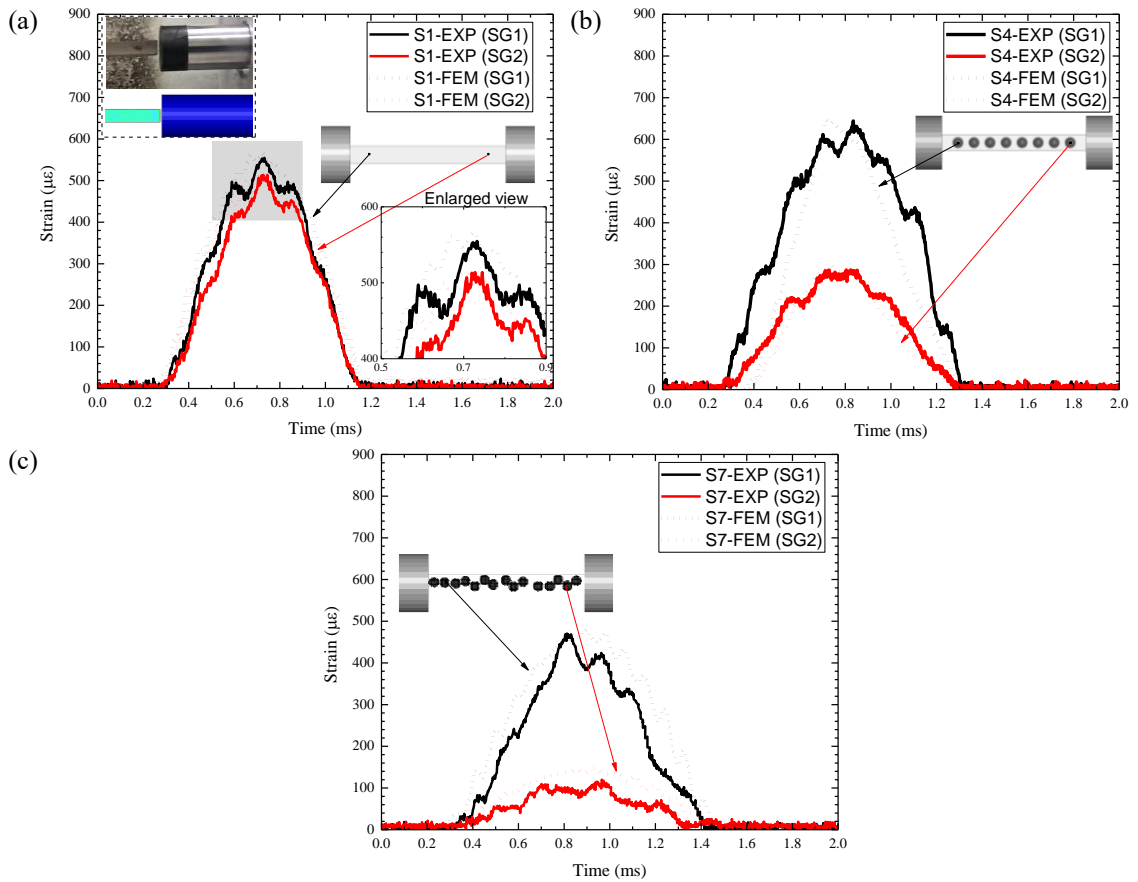 (a)
900
800
700
600
500
400
300
200
100
0
Strain (µε)
0.0 0.2 0.4 0.6 0.8 1.0 1.2 1.4 1.6 1.8 2.0
Time (ms)
S1-EXP (SG1)
S1-EXP (SG2)
S1-FEM (SG1)
S1-FEM (SG2)
Enlarged view
600
500
400
0.5 0.7 0.9
(b)
900
800
700
600
500
400
300
200
100
0
Strain (µε)
0.0 0.2 0.4 0.6 0.8 1.0 1.2 1.4 1.6 1.8 2.0
Time (ms)
S4-EXP (SG1)
S4-EXP (SG2)
S4-FEM (SG1)
S4-FEM (SG2)
(c)
900
800
700
600
500
400
300
200
100
0
Strain (µε)
0.0 0.2 0.4 0.6 0.8 1.0 1.2 1.4 1.6 1.8 2.0
Time (ms)
S7-EXP (SG1)
S7-EXP (SG2)
S7-FEM (SG1)
S7-FEM (SG2)